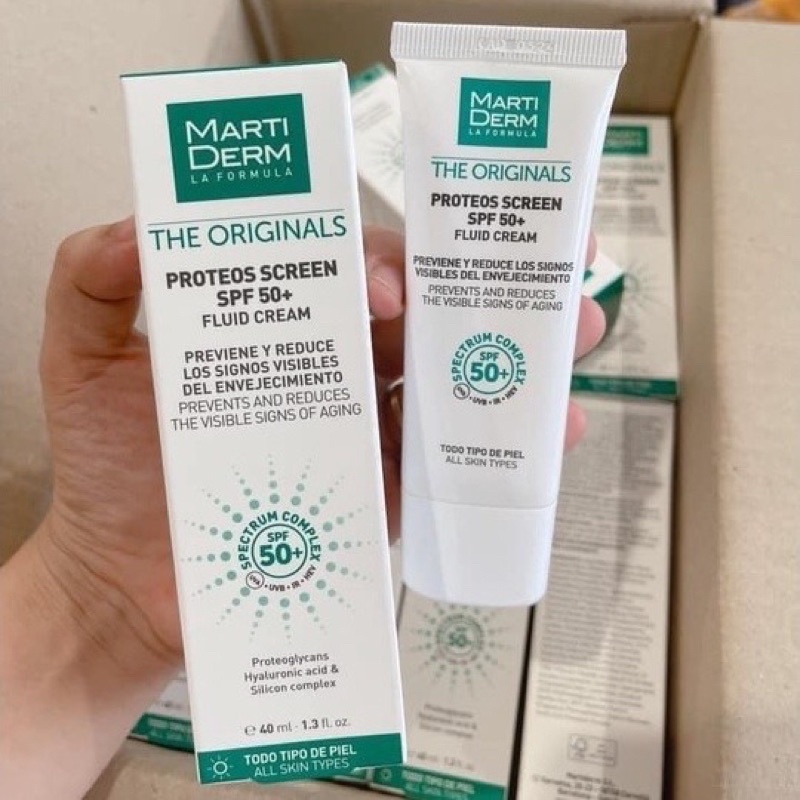 MARTI
DERM
LA FORMULA
THE ORIGINALS
PROTEOS SCREEN
SPF 50+
FLUID CREAM
PREVIENE Y REDUCE
LOS SIGNOS VISIBLES
DEL ENVEJECIMIENTO
PREVENTS AND REDUCES
THE VISIBLE SIGNS OF AGING
SPECTRUM COMPLEX
SPF
50+
UVA • UVB • IR • HEV
Proteoglycans
Hyaluronic acid &
Silicon complex
℮ 40 ml · 1.3 fl. oz.
TODO TIPO DE PIEL
ALL SKIN TYPES
MARTI
DERM
LA FORMULA
THE ORIGINALS
PROTEOS SCREEN
SPF 50+
FLUID CREAM
PREVIENE Y REDUCE LOS SIGNOS
VISIBLES DEL ENVEJECIMIENTO
PREVENTS AND REDUCES
THE VISIBLE SIGNS OF AGING
SPECTRUM COMPLEX
SPF
50+
UVA • UVB • IR • HEV
TODO TIPO DE PIEL
ALL SKIN TYPES
50+